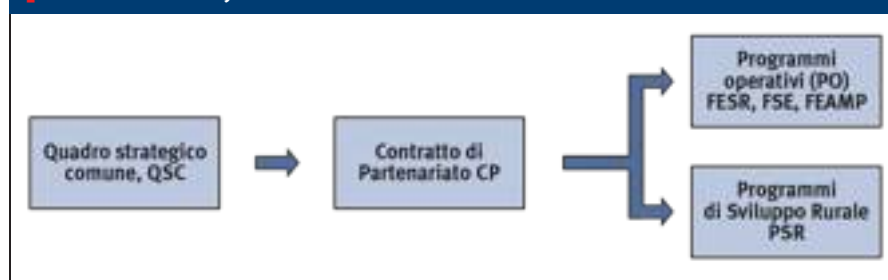 Quadro strategico
comune, QSC
Contratto di
Partenariato CP
Programmi
operativi (PO)
FESR, FSE, FEAMP
Programmi
di Sviluppo Rurale
PSR